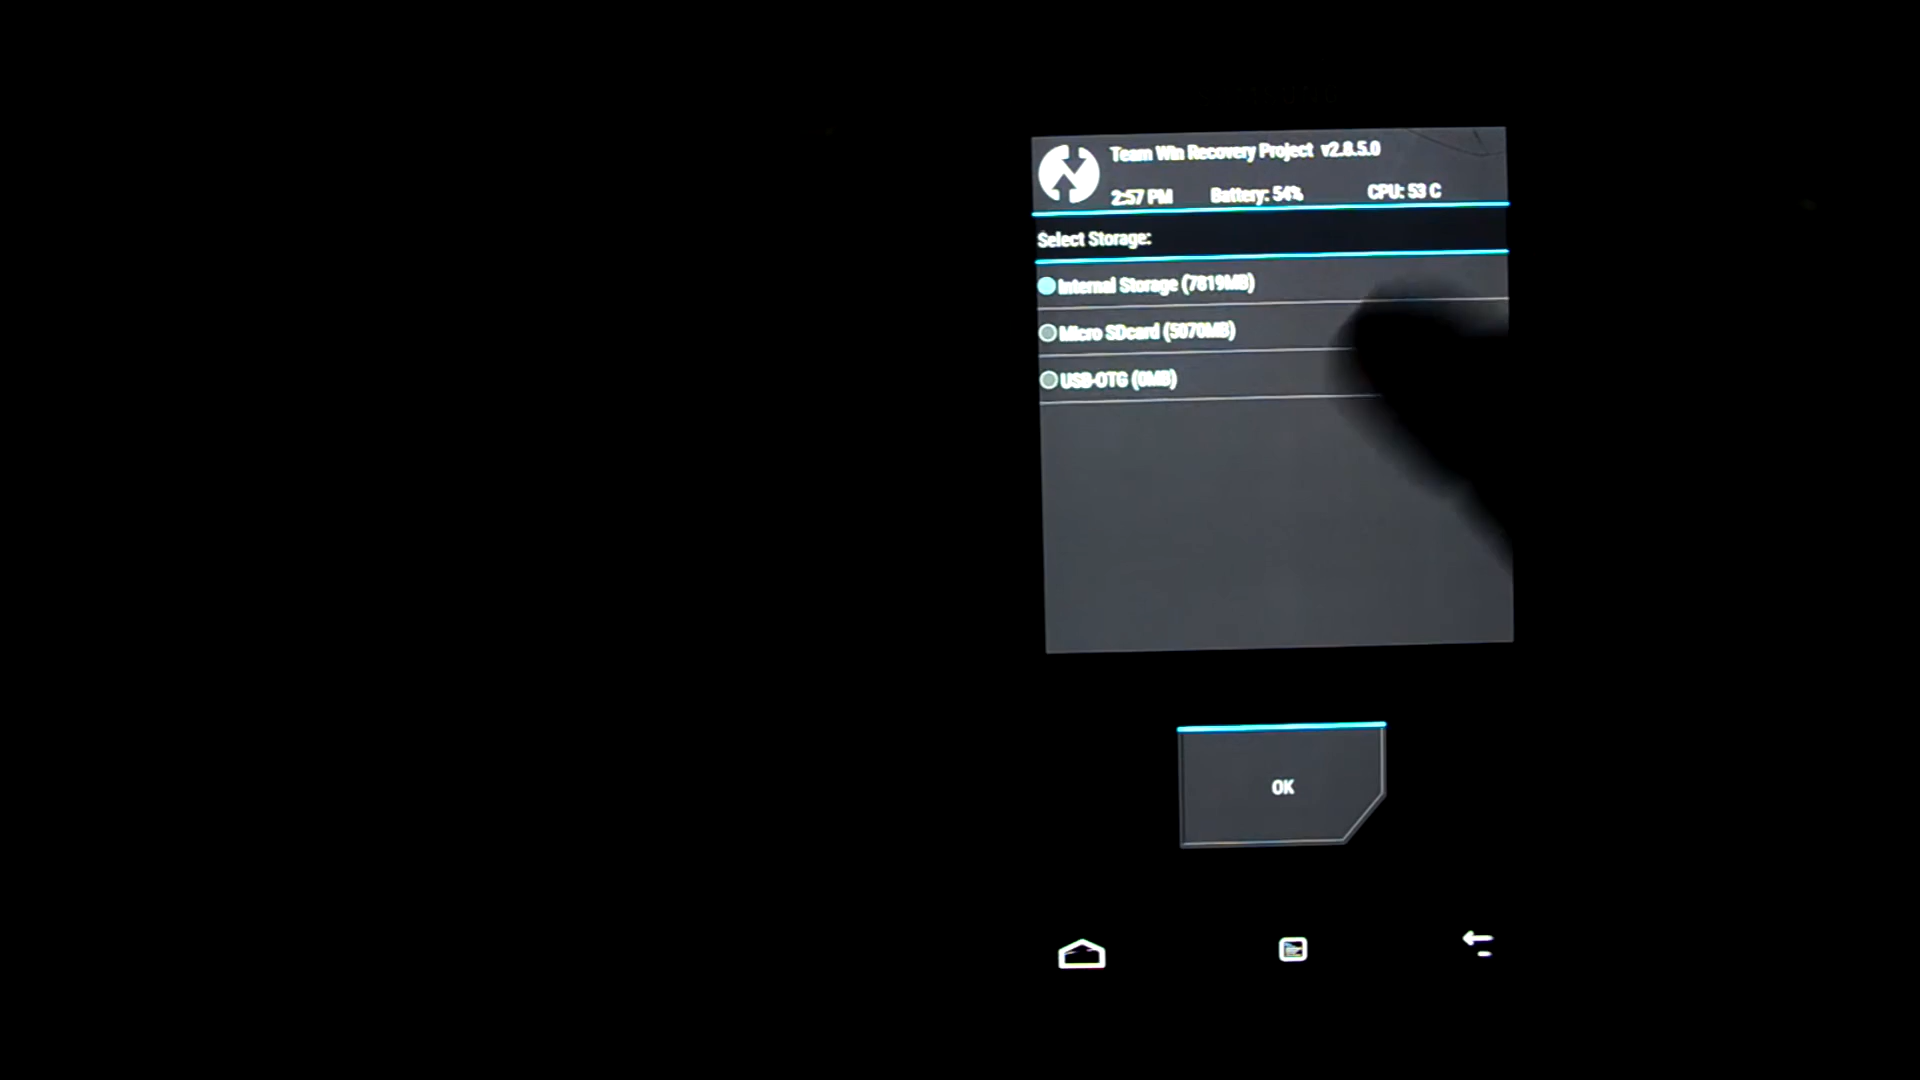 Team Win Recovery Project v2.8.5.0
2:57 PM Battery: 54% CPU: 53 C
Select Storage:
Internal Storage (7819MB)
Micro SDcard (5070MB)
USB-OTG (0MB)
OK